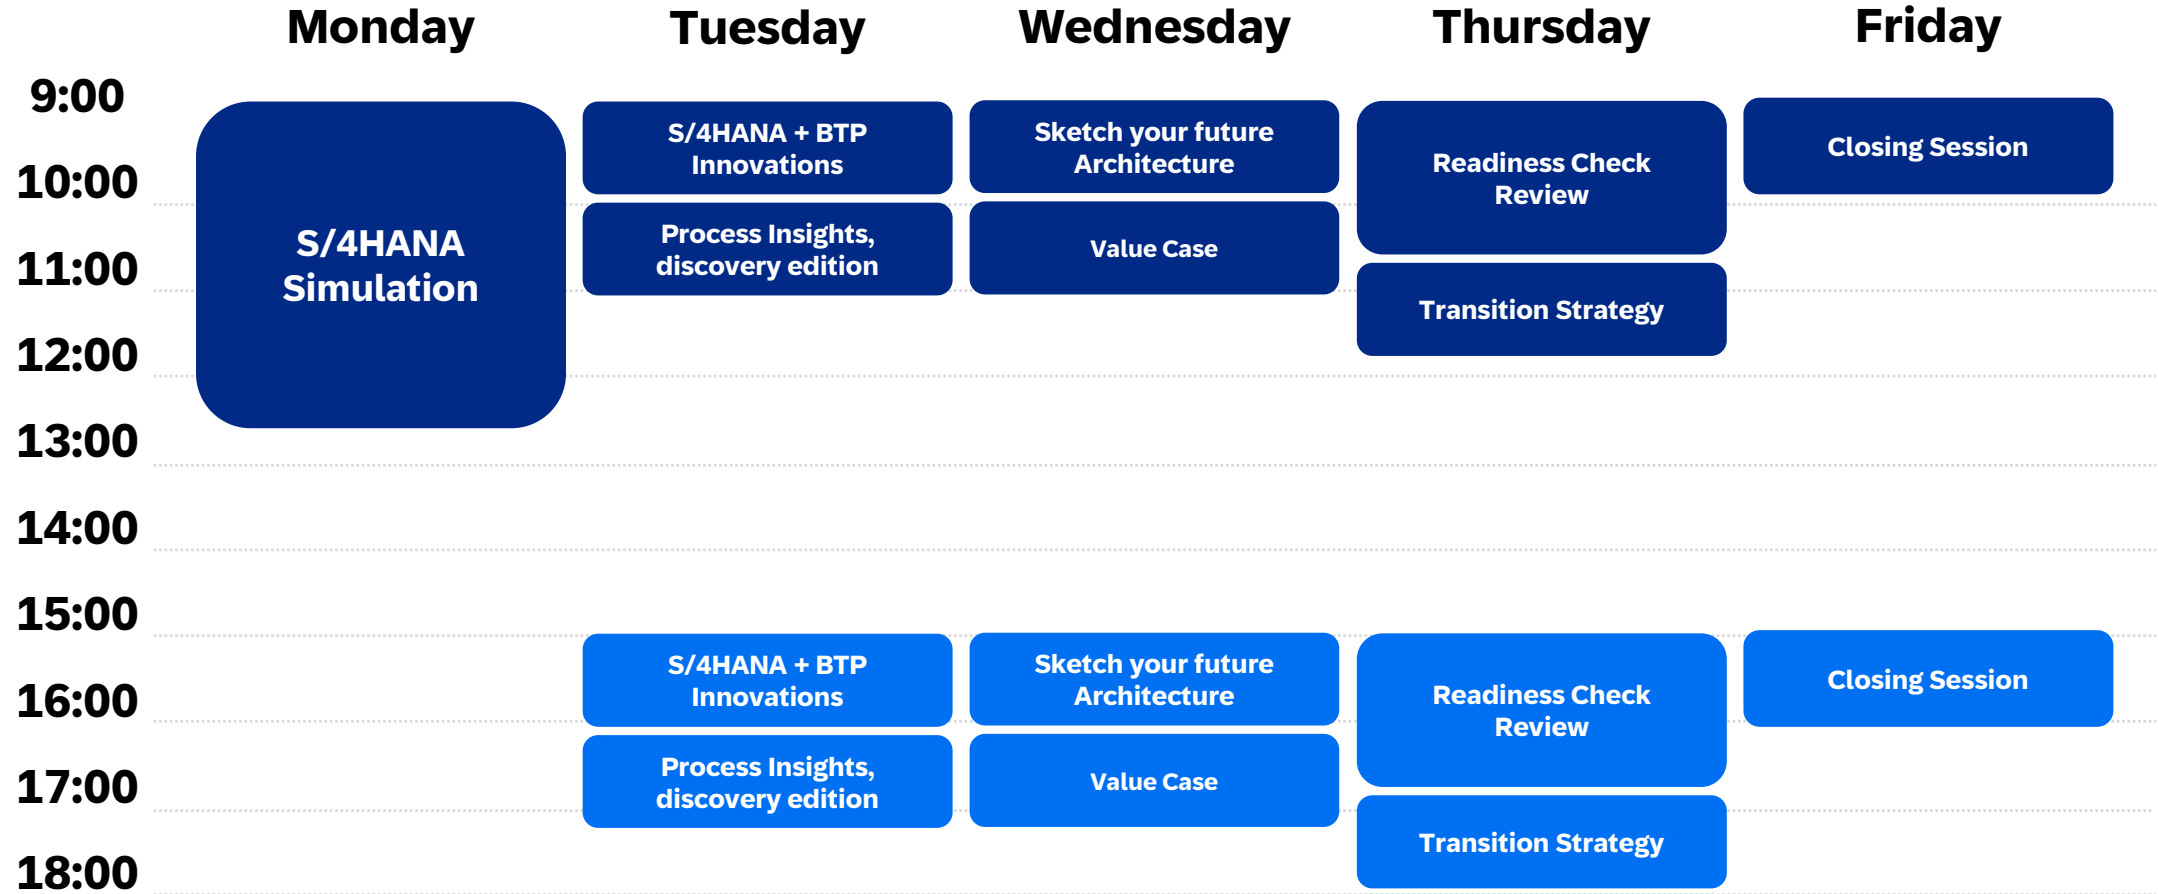 Monday
Tuesday
Wednesday
Thursday
Friday
9:00
10:00
11:00
12:00
13:00
14:00
15:00
16:00
17:00
18:00
S/4HANA
Simulation
S/4HANA + BTP
Innovations
Process Insights,
discovery edition
Sketch your future
Architecture
Value Case
Readiness Check
Review
Transition Strategy
Closing Session
S/4HANA + BTP
Innovations
Process Insights,
discovery edition
Sketch your future
Architecture
Value Case
Readiness Check
Review
Transition Strategy
Closing Session